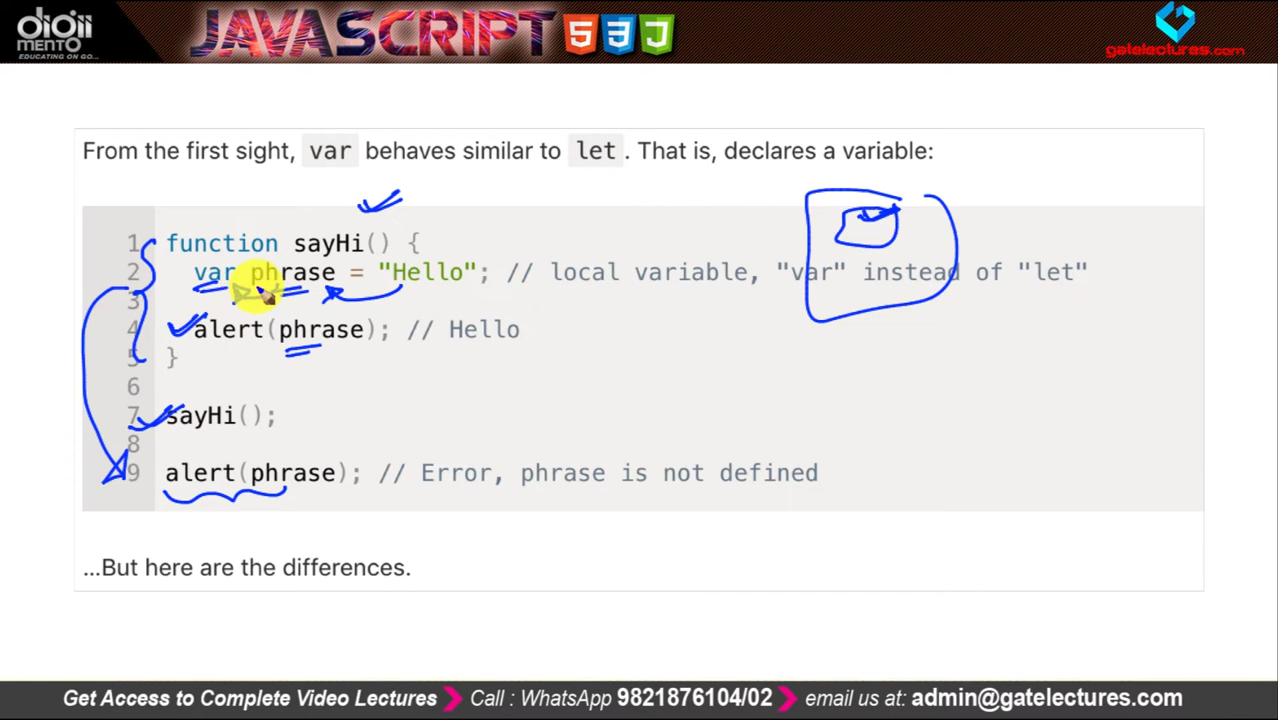 DIGII
MENTO
EDUCATING ON GO...
JAVASCRIPT 5 3 J
gatelectures.com
From the first sight, var behaves similar to let . That is, declares a variable:
1 function sayHi() {
2 var phrase = "Hello"; // local variable, "var" instead of "let"
3
4 alert(phrase); // Hello
5 }
6
7 sayHi();
8
9 alert(phrase); // Error, phrase is not defined
...But here are the differences.
Get Access to Complete Video Lectures Call : WhatsApp 9821876104/02 email us at: admin@gatelectures.com